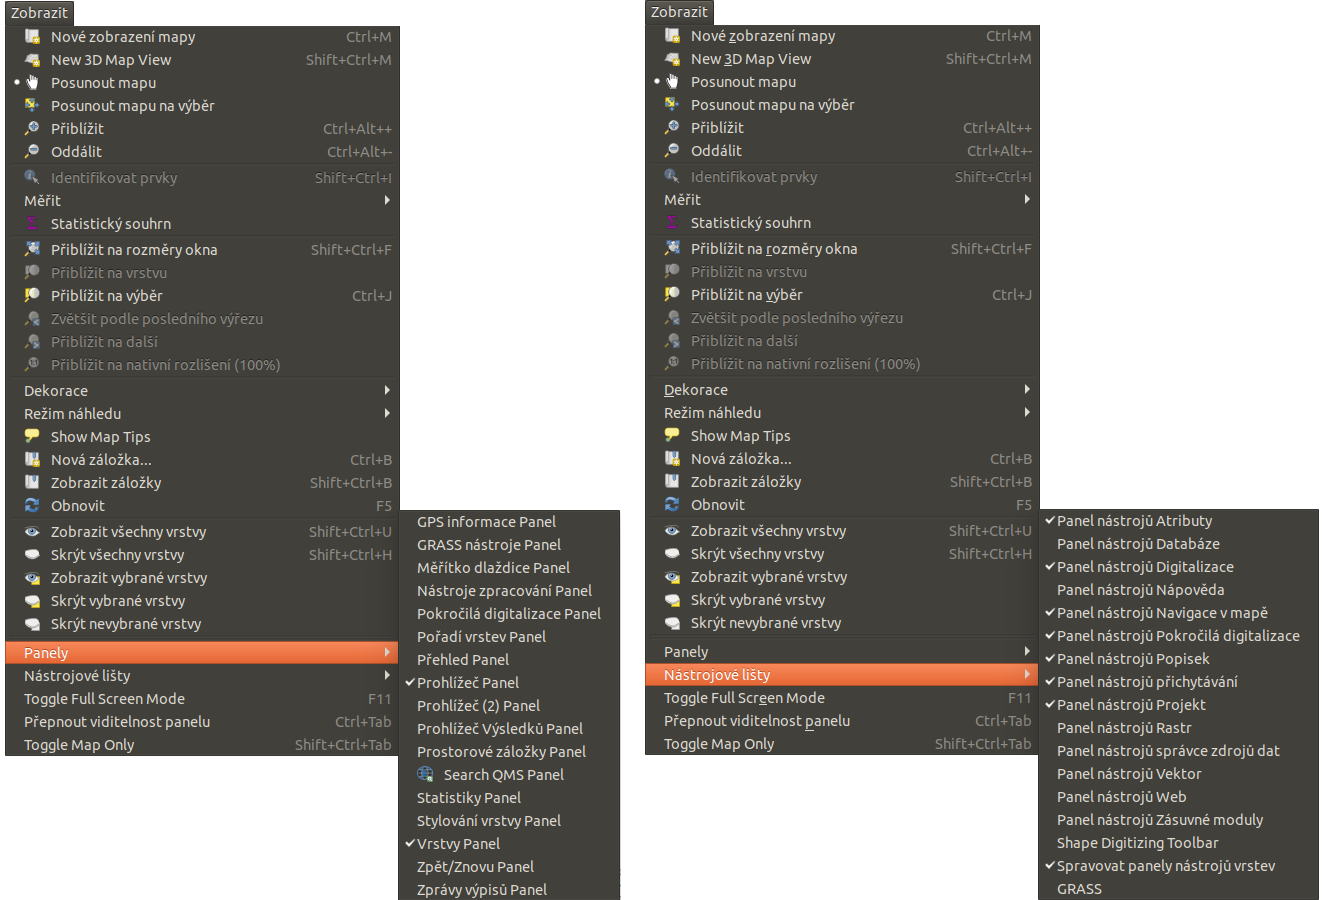 Zobrazit
Nové zobrazení mapy Ctrl+M
New 3D Map View Shift+Ctrl+M
Posunout mapu
Posunout mapu na výběr
Přiblížit Ctrl+Alt++
Oddálit Ctrl+Alt+-
Identifikovat prvky Shift+Ctrl+I
Měřit
Statistický souhrn
Přiblížit na rozměry okna Shift+Ctrl+F
Přiblížit na vrstvu
Přiblížit na výběr Ctrl+J
Zvětšit podle posledního výřezu
Přiblížit na další
Přiblížit na nativní rozlišení (100%)
Dekorace
Režim náhledu
Show Map Tips
Nová záložka... Ctrl+B
Zobrazit záložky Shift+Ctrl+B
Obnovit F5
Zobrazit všechny vrstvy Shift+Ctrl+U
Skrýt všechny vrstvy Shift+Ctrl+H
Zobrazit vybrané vrstvy
Skrýt vybrané vrstvy
Skrýt nevybrané vrstvy
Panely
Nástrojové lišty
Toggle Full Screen Mode F11
Přepnout viditelnost panelu Ctrl+Tab
Toggle Map Only Shift+Ctrl+Tab
GPS informace Panel
GRASS nástroje Panel
Měřítko dlaždice Panel
Nástroje zpracování Panel
Pokročilá digitalizace Panel
Pořadí vrstev Panel
Přehled Panel
Prohlížeč Panel
Prohlížeč (2) Panel
Prohlížeč Výsledků Panel
Prostorové záložky Panel
Search QMS Panel
Statistiky Panel
Stylování vrstvy Panel
Vrstvy Panel
Zpět/Znovu Panel
Zprávy výpisů Panel
Zobrazit
Nové zobrazení mapy Ctrl+M
New 3D Map View Shift+Ctrl+M
Posunout mapu
Posunout mapu na výběr
Přiblížit Ctrl+Alt++
Oddálit Ctrl+Alt+-
Identifikovat prvky Shift+Ctrl+I
Měřit
Statistický souhrn
Přiblížit na rozměry okna Shift+Ctrl+F
Přiblížit na vrstvu
Přiblížit na výběr Ctrl+J
Zvětšit podle posledního výřezu
Přiblížit na další
Přiblížit na nativní rozlišení (100%)
Dekorace
Režim náhledu
Show Map Tips
Nová záložka... Ctrl+B
Zobrazit záložky Shift+Ctrl+B
Obnovit F5
Zobrazit všechny vrstvy Shift+Ctrl+U
Skrýt všechny vrstvy Shift+Ctrl+H
Zobrazit vybrané vrstvy
Skrýt vybrané vrstvy
Skrýt nevybrané vrstvy
Panely
Nástrojové lišty
Toggle Full Screen Mode F11
Přepnout viditelnost panelu Ctrl+Tab
Toggle Map Only Shift+Ctrl+Tab
Panel nástrojů Atributy
Panel nástrojů Databáze
Panel nástrojů Digitalizace
Panel nástrojů Nápověda
Panel nástrojů Navigace v mapě
Panel nástrojů Pokročilá digitalizace
Panel nástrojů Popisek
Panel nástrojů přichytávání
Panel nástrojů Projekt
Panel nástrojů Rastr
Panel nástrojů správce zdrojů dat
Panel nástrojů Vektor
Panel nástrojů Web
Panel nástrojů Zásuvné moduly
Shape Digitizing Toolbar
Spravovat panely nástrojů vrstev
GRASS